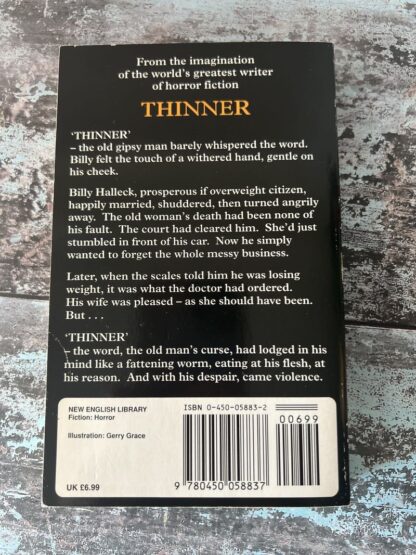 From the imagination
of the world's greatest writer
of horror fiction
THINNER
'THINNER'
– the old gipsy man barely whispered the word.
Billy felt the touch of a withered hand, gentle on
his cheek.
Billy Halleck, prosperous if overweight citizen,
happily married, shuddered, then turned angrily
away. The old woman's death had been none of
his fault. The court had cleared him. She'd just
stumbled in front of his car. Now he simply
wanted to forget the whole messy business.
Later, when the scales told him he was losing
weight, it was what the doctor had ordered.
His wife was pleased – as she should have been.
But . . .
'THINNER'
– the word, the old man's curse, had lodged in his
mind like a fattening worm, eating at his flesh, at
his reason. And with his despair, came violence.
NEW ENGLISH LIBRARY
Fiction: Horror
Illustration: Gerry Grace
UK £6.99
ISBN 0-450-05883-2
00699
9 780450 058837